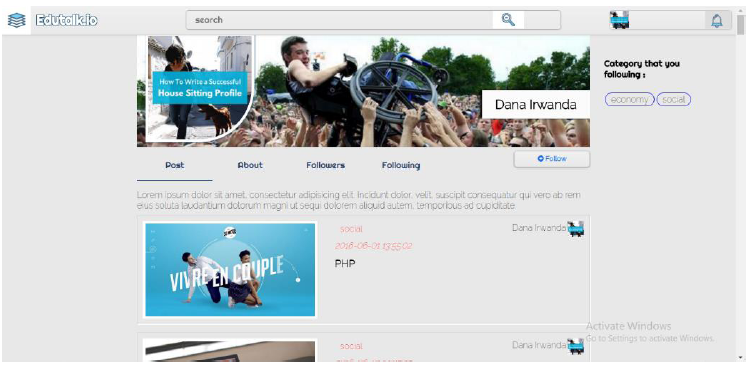 Edutalk.io
search
How To Write a Successful
House Sitting Profile
Dana Irwanda
Category that you
following :
economy social
Post About Followers Following
Follow
Lorem ipsum dolor sit amet, consectetur adipisicing elit. Incidunt dolor, velit, suscipit consequatur qui vero ab rem
eius soluta laudantium dolorum magni ut sequi dolorem aliquid autem, temporibus ad cupiditate
social
Dana Irwanda
2018-06-01 13:55:02
PHP
VIVRE EN COUPLE
Activate Windows
Go to Settings to activate Windows.
social
Dana Irwanda